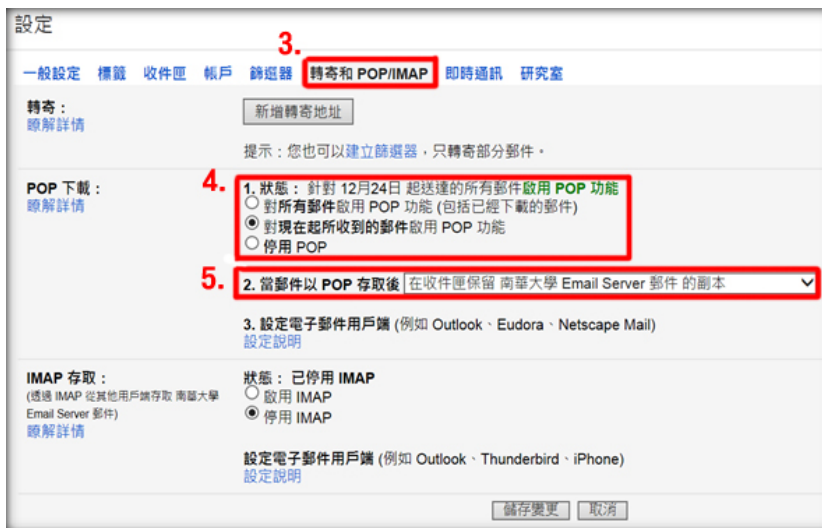 設定
3.
一般設定 標籤 收件匣 帳戶 篩選器 轉寄和 POP/IMAP 即時通訊 研究室
轉寄：
瞭解詳情
新增轉寄地址
提示：您也可以建立篩選器，只轉寄部分郵件。
POP 下載：
瞭解詳情
4.
1. 狀態： 針對 12月24日 起送達的所有郵件啟用 POP 功能
對所有郵件啟用 POP 功能 (包括已經下載的郵件)
對現在起所收到的郵件啟用 POP 功能
停用 POP
5.
2. 當郵件以 POP 存取後 在收件匣保留 南華大學 Email Server 郵件 的副本
3. 設定電子郵件用戶端 (例如 Outlook、Eudora、Netscape Mail)
設定說明
IMAP 存取：
(透過 IMAP 從其他用戶端存取 南華大學
Email Server 郵件)
瞭解詳情
狀態： 已停用 IMAP
啟用 IMAP
停用 IMAP
設定電子郵件用戶端 (例如 Outlook、Thunderbird、iPhone)
設定說明
儲存變更 取消